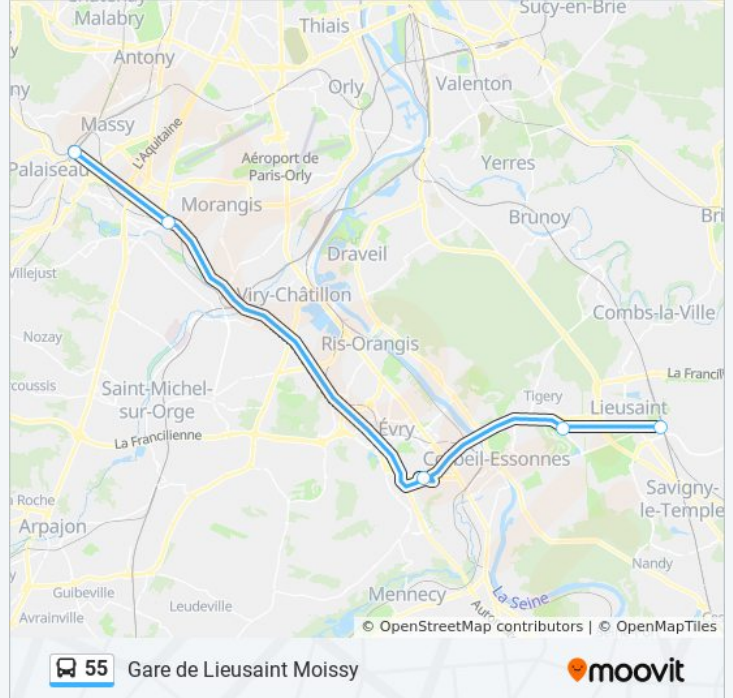 Malabry
Sucy-en-Brie
Thiais
Antony
Valenton
Orly
ny
Massy
L'Aquitaine
Aéroport de
Paris-Orly
Palaiseau
Yerres
Morangis
Brunoy
Bri
Draveil
Villejust
Viry-Châtillon
Combs-la-Ville
Nozay
Ris-Orangis
La Francil
coussis
Saint-Michel-
sur-Orge
Tigery
Lieusaint
Évry
La Francilienne
Corbeil-Essonnes
Savigny-
le-Temple
a Roche
Arpajon
Nandy
Guibeville
Mennecy
La Seine
Leudeville
Avrainville
© OpenStreetMap contributors | © OpenMapTiles
55 Gare de Lieusaint Moissy
moovit